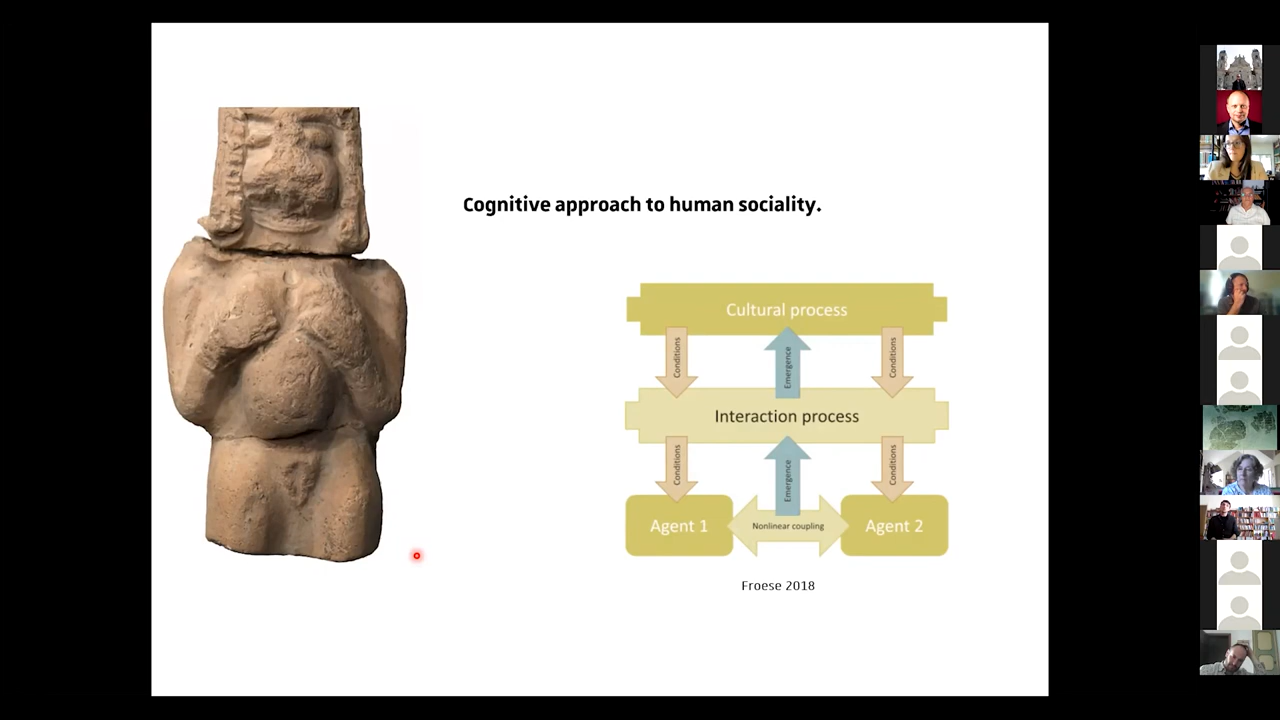 Cognitive approach to human sociality.
Cultural process
Conditions
Emergence
Conditions
Interaction process
Conditions
Emergence
Conditions
Agent 1
Nonlinear coupling
Agent 2
Froese 2018